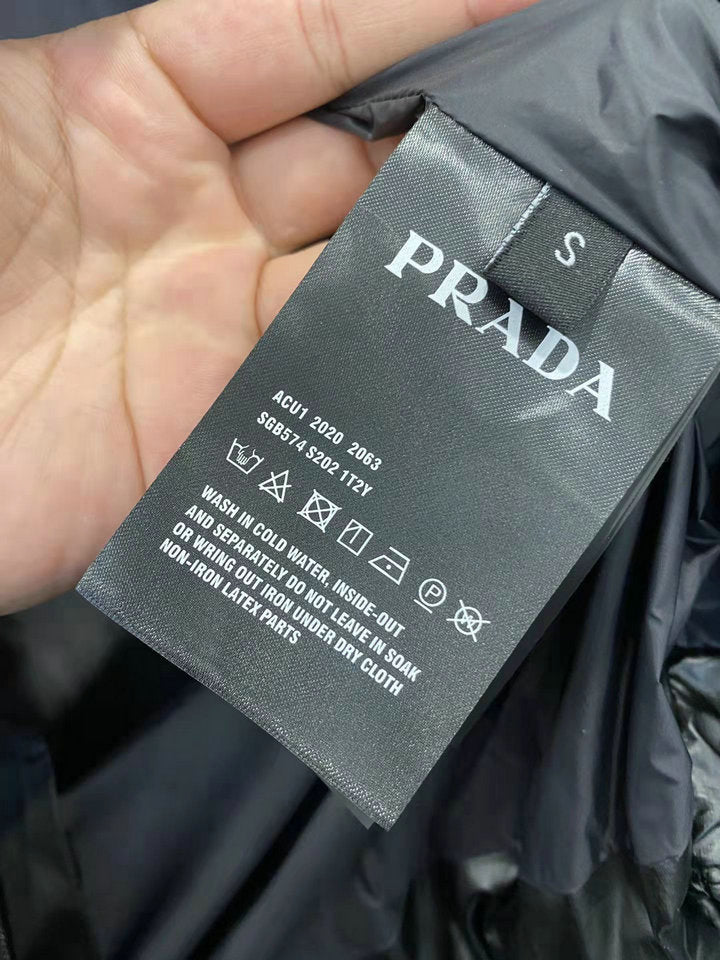 S
PRADA
ACU1 2020 2063
SGB574 S202 1T2Y
P
WASH IN COLD WATER, INSIDE-OUT
AND SEPARATELY DO NOT LEAVE IN SOAK
OR WRING OUT IRON UNDER DRY CLOTH
NON-IRON LATEX PARTS